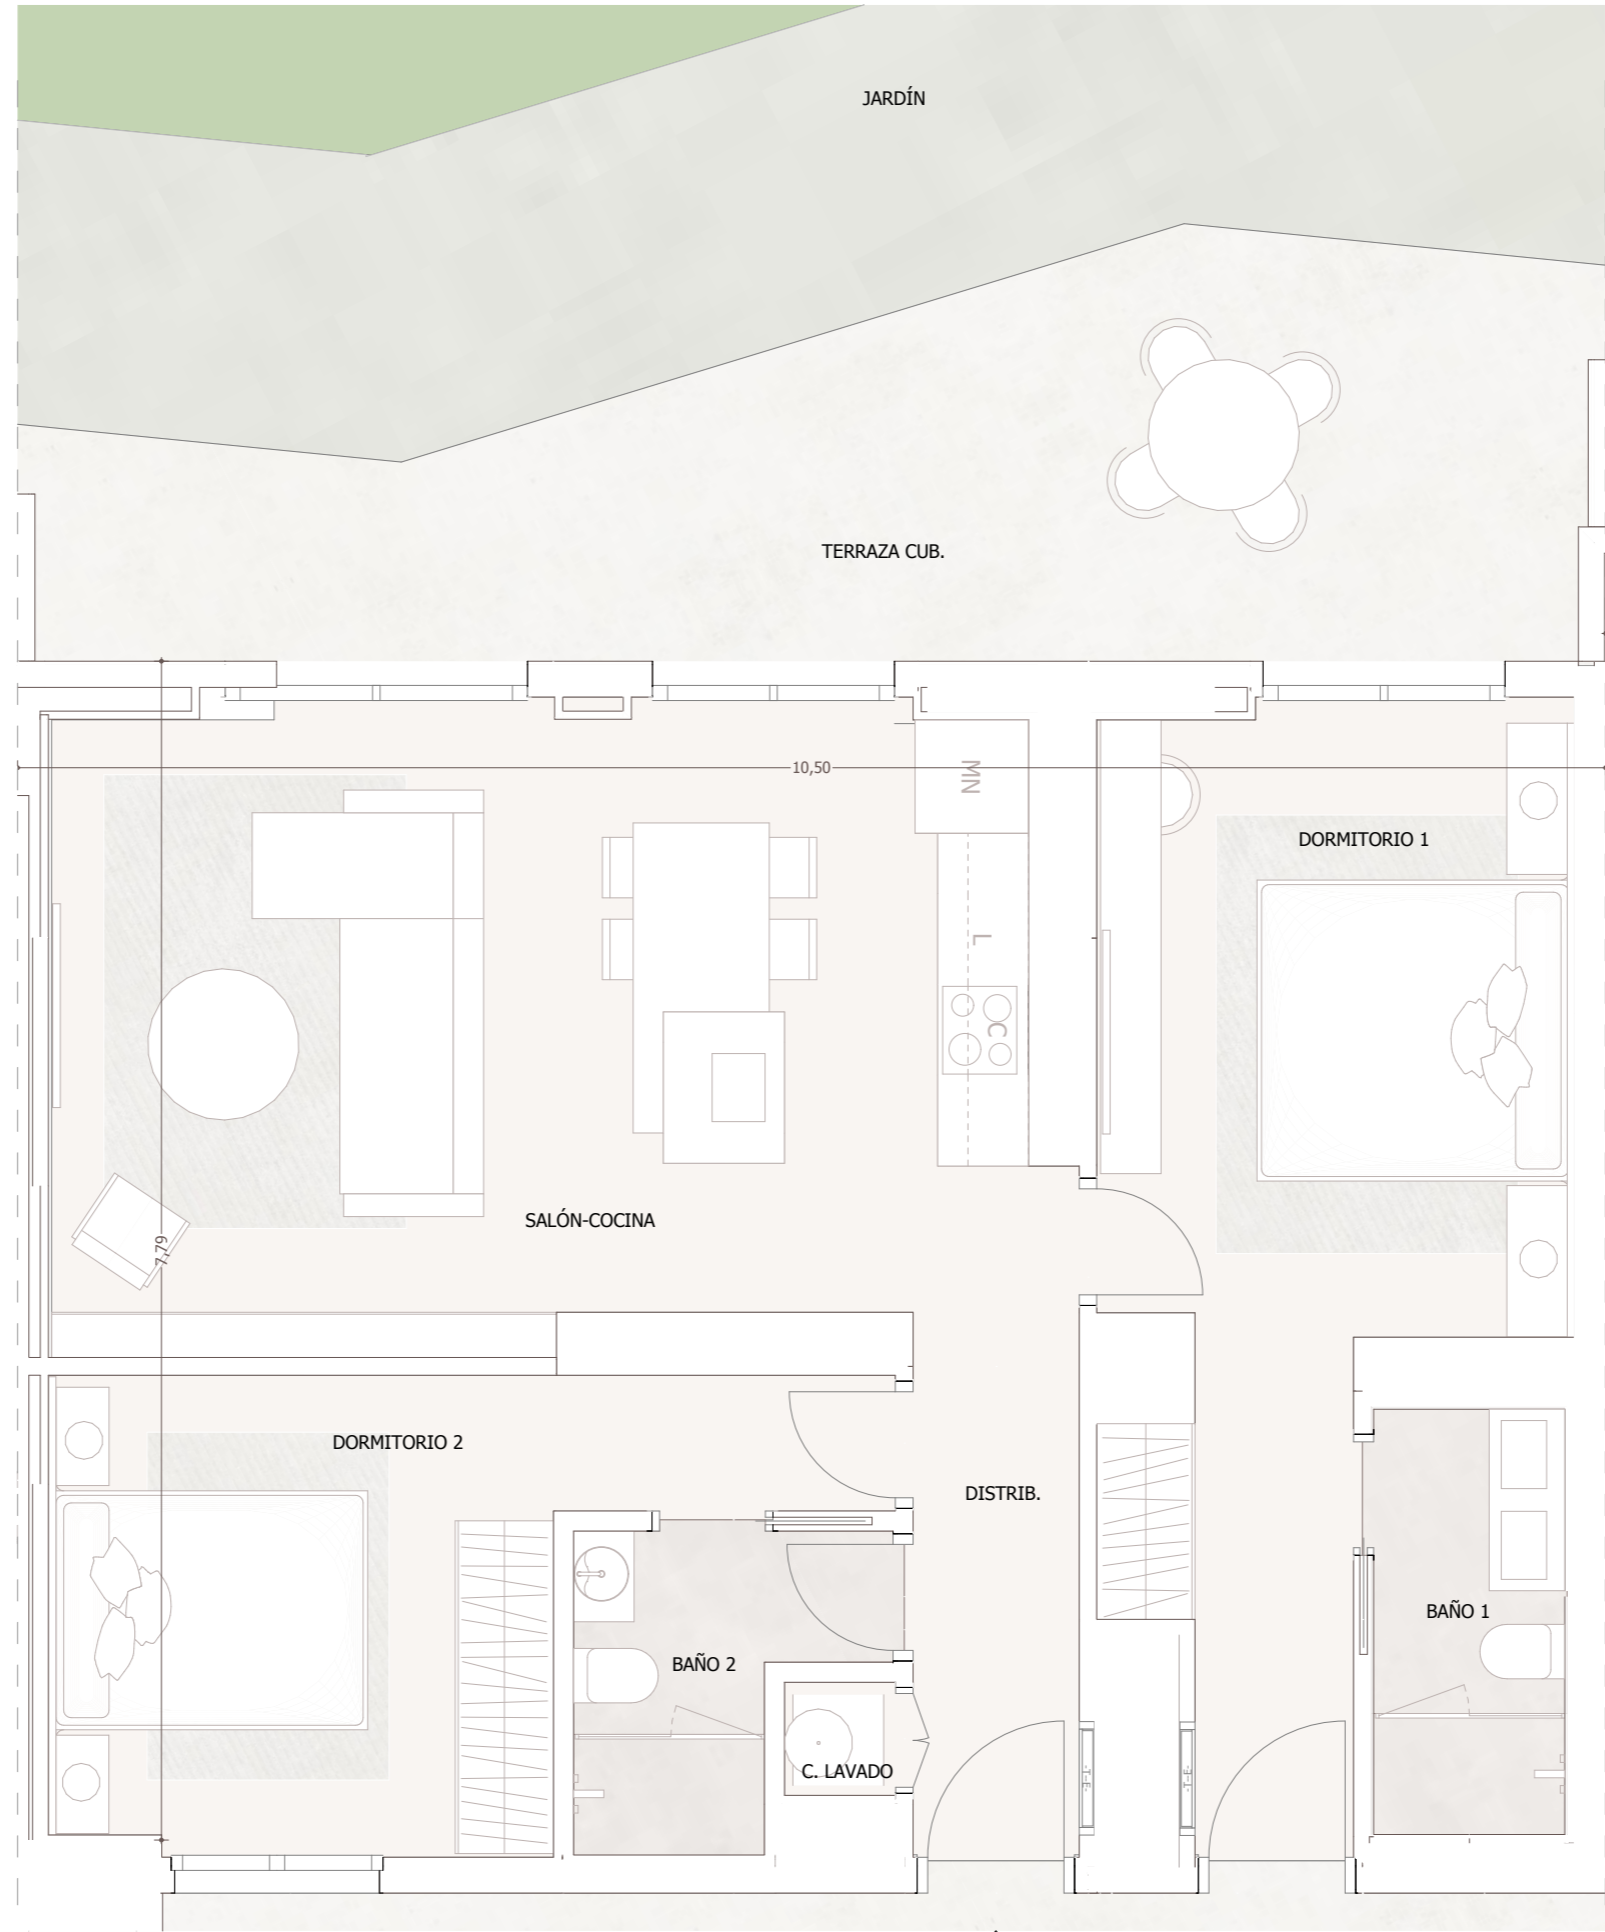 JARDÍN
TERRAZA CUB.
10,50
MN
DORMITORIO 1
L
C
SALÓN-COCINA
7,79
DORMITORIO 2
DISTRIB.
BAÑO 1
BAÑO 2
C. LAVADO
-T-E-
-T-E-